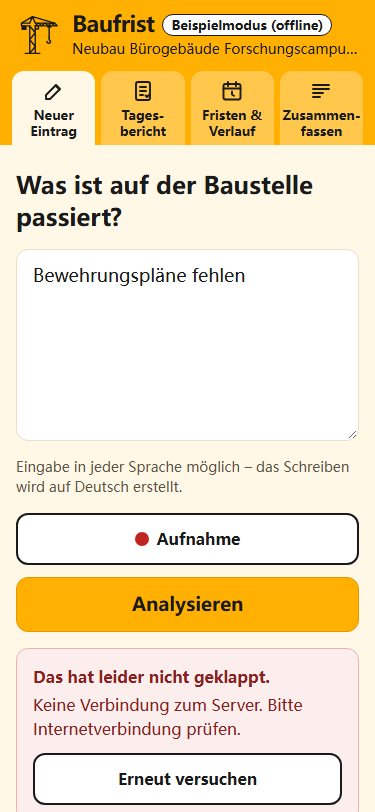 Baufrist Beispielmodus (offline)
Neubau Bürogebäude Forschungscampu...
Neuer
Eintrag
Tages-
bericht
Fristen &
Verlauf
Zusammen-
fassen
Was ist auf der Baustelle
passiert?
Bewehrungspläne fehlen
Eingabe in jeder Sprache möglich – das Schreiben
wird auf Deutsch erstellt.
Aufnahme
Analysieren
Das hat leider nicht geklappt.
Keine Verbindung zum Server. Bitte
Internetverbindung prüfen.
Erneut versuchen